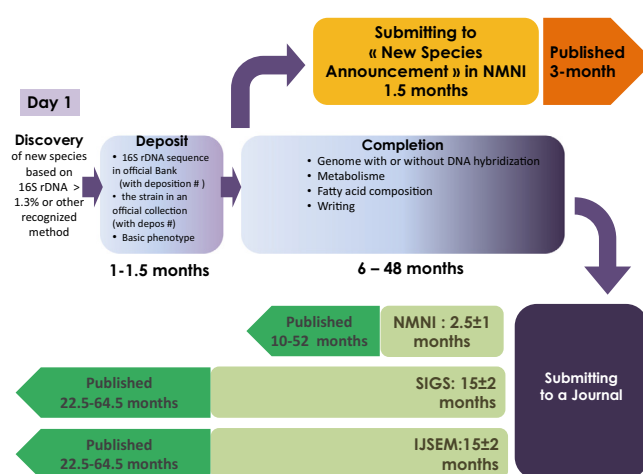 Submitting to
« New Species
Announcement » in NMNI
1.5 months
Published
3-month
Day 1
Discovery
of new species
based on
16S rDNA >
1.3% or other
recognized
method
Deposit
• 16S rDNA sequence
in official Bank
(with deposition # )
• the strain in an
official collection
(with depos #)
• Basic phenotype
1-1.5 months
Completion
• Genome with or without DNA hybridization
• Metabolisme
• Fatty acid composition
• Writing
6 – 48 months
Published
10-52 months
NMNI : 2.5±1
months
Published
22.5-64.5 months
SIGS: 15±2
months
Published
22.5-64.5 months
IJSEM:15±2
months
Submitting
to a Journal